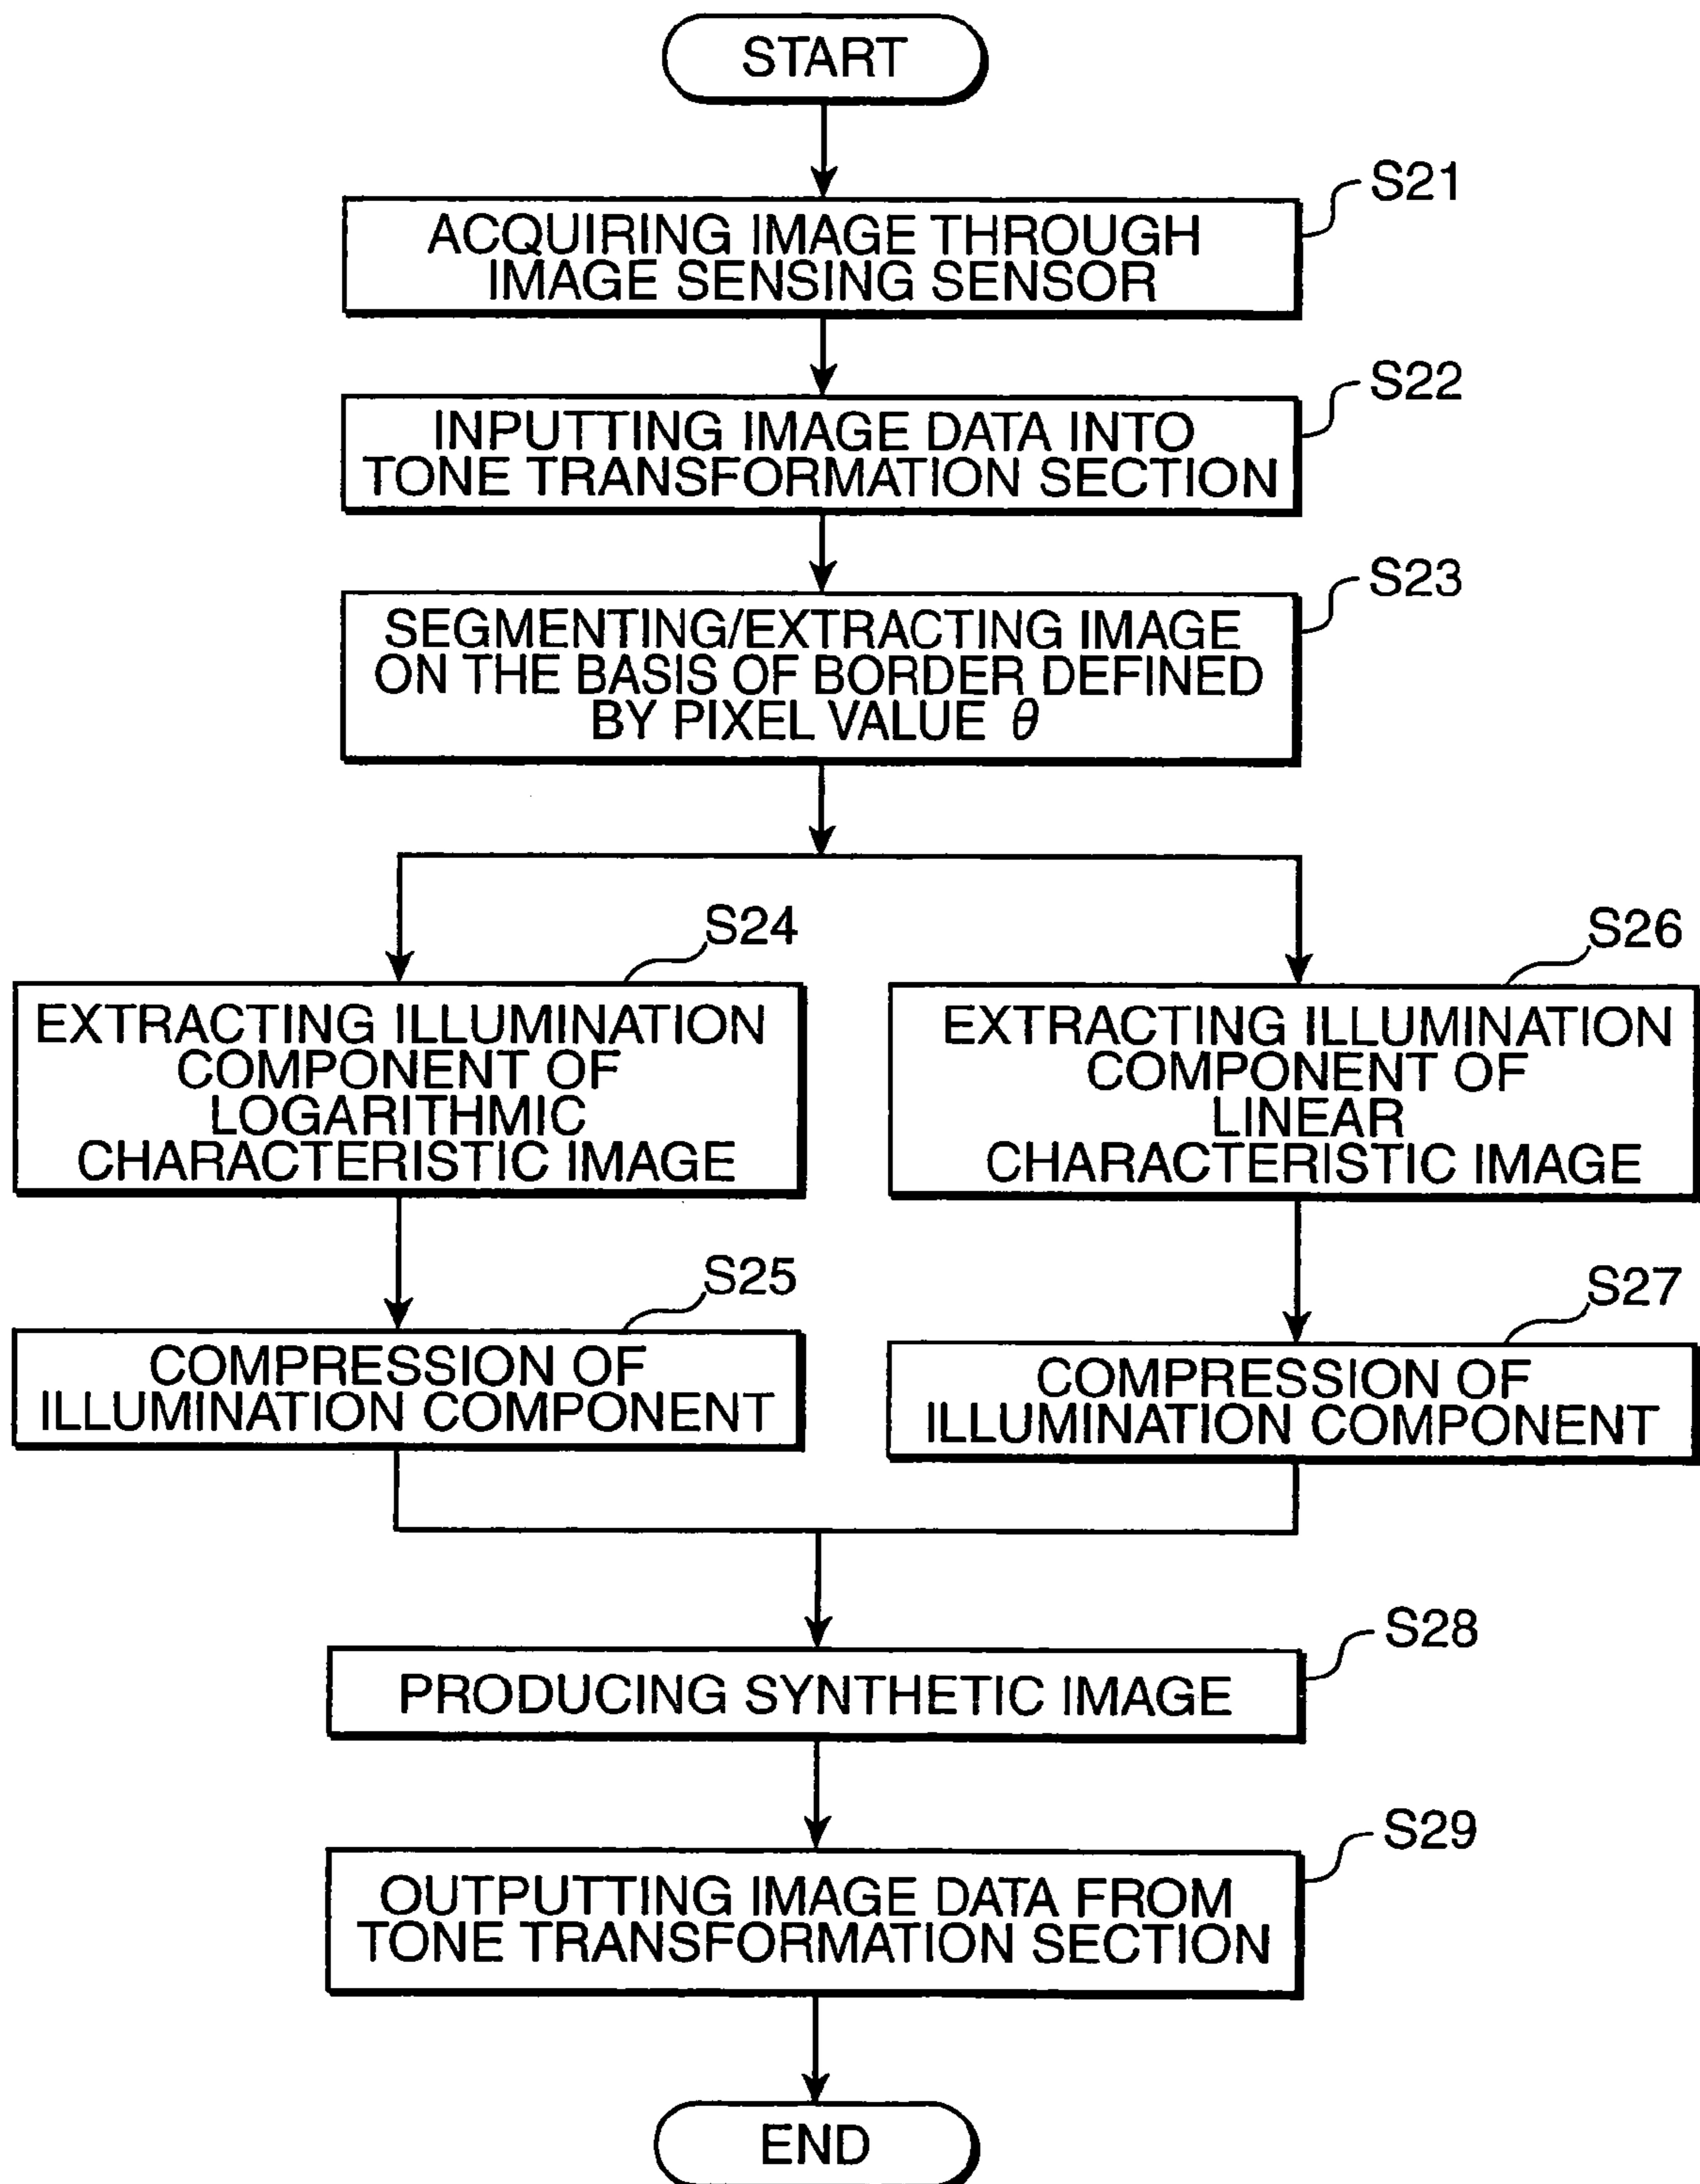 START
S21
ACQUIRING IMAGE THROUGH
IMAGE SENSING SENSOR
S22
INPUTTING IMAGE DATA INTO
TONE TRANSFORMATION SECTION
S23
SEGMENTING/EXTRACTING IMAGE
ON THE BASIS OF BORDER DEFINED
BY PIXEL VALUE θ
S24
EXTRACTING ILLUMINATION
COMPONENT OF
LOGARITHMIC
CHARACTERISTIC IMAGE
S26
EXTRACTING ILLUMINATION
COMPONENT OF
LINEAR
CHARACTERISTIC IMAGE
S25
COMPRESSION OF
ILLUMINATION COMPONENT
S27
COMPRESSION OF
ILLUMINATION COMPONENT
S28
PRODUCING SYNTHETIC IMAGE
S29
OUTPUTTING IMAGE DATA FROM
TONE TRANSFORMATION SECTION
END